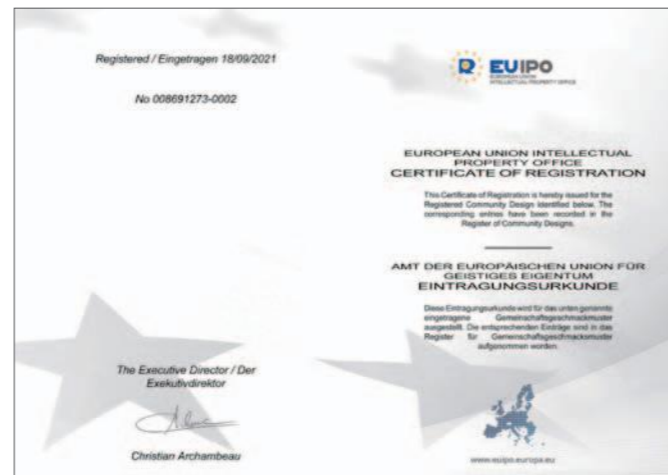 Registered / Eingetragen 18/09/2021
No 008691273-0002
The Executive Director / Der
Exekutivdirektor
Christian Archambeau
EUIPO
EUROPEAN UNION
INTELLECTUAL PROPERTY OFFICE
EUROPEAN UNION INTELLECTUAL
PROPERTY OFFICE
CERTIFICATE OF REGISTRATION
This Certificate of Registration is hereby issued for the
Registered Community Design identified below. The
corresponding entries have been recorded in the
Register of Community Designs.
AMT DER EUROPÄISCHEN UNION FÜR
GEISTIGES EIGENTUM
EINTRAGUNGSURKUNDE
Diese Eintragungsurkunde wird für das unten genannte
eingetragene Gemeinschaftsgeschmacksmuster
ausgestellt. Die entsprechenden Einträge sind in das
Register für Gemeinschaftsgeschmacksmuster
aufgenommen worden.
www.euipo.europa.eu